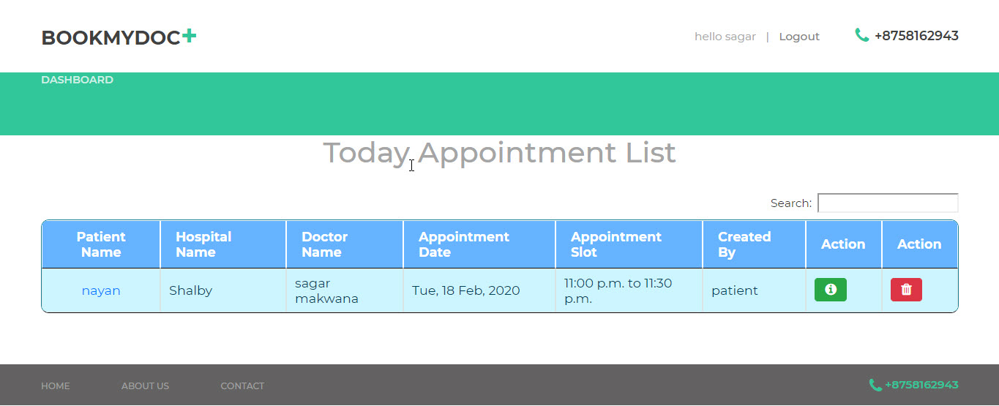 BOOKMYDOC+
hello sagar | Logout +8758162943
DASHBOARD
Today Appointment List
Search:
Patient Name Hospital Name Doctor Name Appointment Date Appointment Slot Created By Action Action
nayan Shalby sagar makwana Tue, 18 Feb, 2020 11:00 p.m. to 11:30 p.m. patient
HOME ABOUT US CONTACT +8758162943